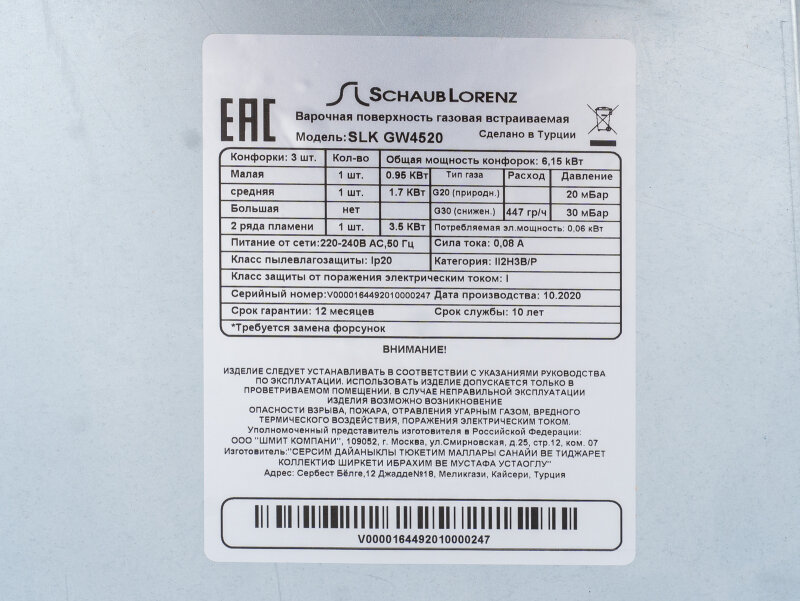 SCHAUB LORENZ
EAC
Варочная поверхность газовая встраиваемая
Модель:SLK GW4520 Сделано в Турции
Конфорки: 3 шт. Кол-во Общая мощность конфорок: 6,15 kВт
Малая 1 шт. 0.95 КВт Тип газа Расход Давление
средняя 1 шт. 1.7 КВт G20 (природн.) 20 мБар
Большая нет G30 (снижен.) 447 гр/ч 30 мБар
2 ряда пламени 1 шт. 3.5 КВт Потребляемая эл.мощность: 0,06 кВт
Питание от сети:220-240В АС,50 Гц Сила тока: 0,08 А
Класс пылевлагозащиты: Ip20 Категория: II2H3B/P
Класс защиты от поражения электрическим током: I
Серийный номер:V0000164492010000247 Дата производства: 10.2020
Срок гарантии: 12 месяцев Срок службы: 10 лет
*Требуется замена форсунок
ВНИМАНИЕ!
ИЗДЕЛИЕ СЛЕДУЕТ УСТАНАВЛИВАТЬ В СООТВЕТСТВИИ С УКАЗАНИЯМИ РУКОВОДСТВА
ПО ЭКСПЛУАТАЦИИ. ИСПОЛЬЗОВАТЬ ИЗДЕЛИЕ ДОПУСКАЕТСЯ ТОЛЬКО В
ПРОВЕТРИВАЕМОМ ПОМЕЩЕНИИ. В СЛУЧАЕ НЕПРАВИЛЬНОЙ ЭКСПЛУАТАЦИИ
ИЗДЕЛИЯ ВОЗМОЖНО ВОЗНИКНОВЕНИЕ
ОПАСНОСТИ ВЗРЫВА, ПОЖАРА, ОТРАВЛЕНИЯ УГАРНЫМ ГАЗОМ, ВРЕДНОГО
ТЕРМИЧЕСКОГО ВОЗДЕЙСТВИЯ, ПОРАЖЕНИЯ ЭЛЕКТРИЧЕСКИМ ТОКОМ.
Уполномоченный представитель изготовителя в Российской Федерации:
ООО "ШМИТ КОМПАНИ", 109052, г. Москва, ул.Смирновская, д.25, стр.12, ком. 07
Изготовитель:"СЕРСИМ ДАЙАНЫКЛЫ ТЮКЕТИМ МАЛЛАРЫ САНАЙИ ВЕ ТИДЖАРЕТ
КОЛЛЕКТИФ ШИРКЕТИ ИБРАХИМ ВЕ МУСТАФА УСТАОГЛУ"
Адрес: Сербест Бёлге,12 Джадде№18, Меликгази, Кайсери, Турция
V0000164492010000247